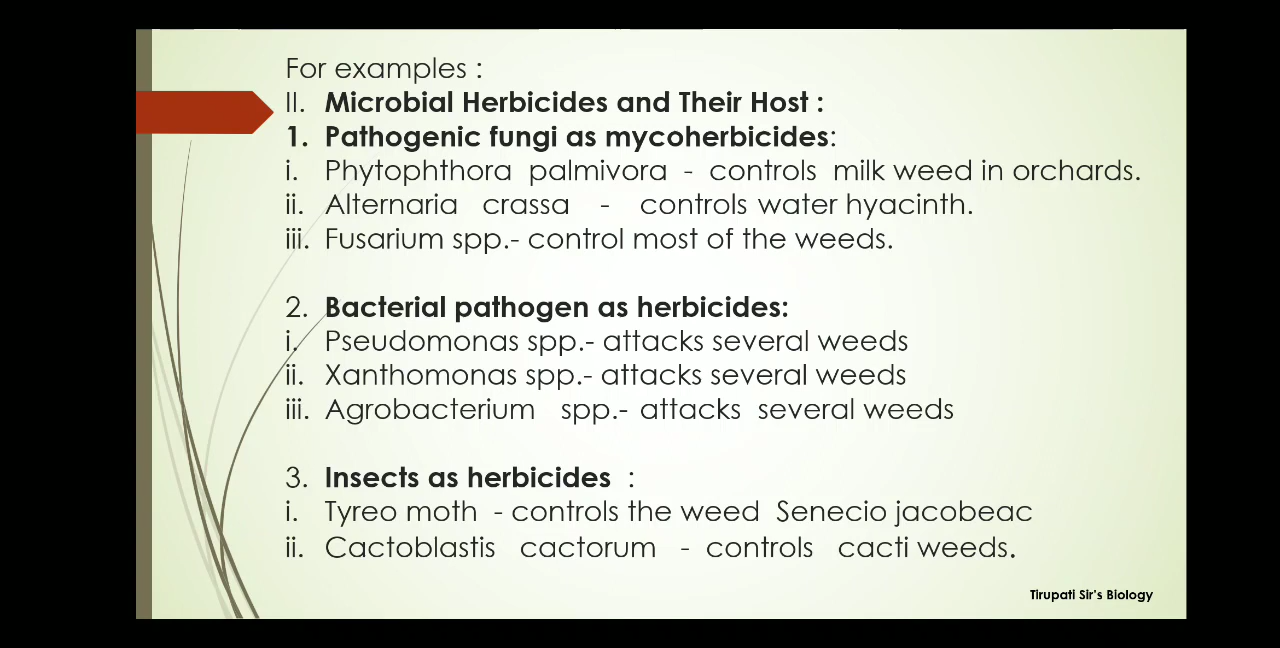 For examples :
II. Microbial Herbicides and Their Host :
1. Pathogenic fungi as mycoherbicides:
i. Phytophthora palmivora - controls milk weed in orchards.
ii. Alternaria crassa - controls water hyacinth.
iii. Fusarium spp.- control most of the weeds.
2. Bacterial pathogen as herbicides:
i. Pseudomonas spp.- attacks several weeds
ii. Xanthomonas spp.- attacks several weeds
iii. Agrobacterium spp.- attacks several weeds
3. Insects as herbicides :
i. Tyreo moth - controls the weed Senecio jacobeac
ii. Cactoblastis cactorum - controls cacti weeds.
Tirupati Sir's Biology